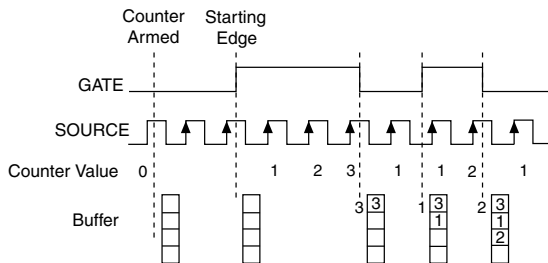 Counter Armed
Starting Edge
GATE
SOURCE
Counter Value 0 1 2 3 1 1 2 1
Buffer
3 3
1 3 1
2 3 1 2